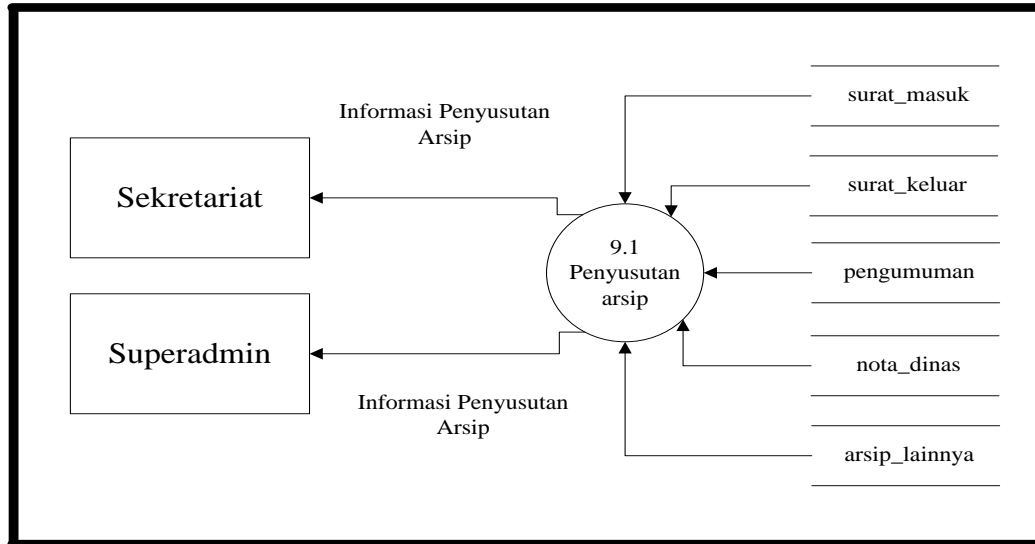 Informasi Penyusutan
Arsip
Sekretariat
Superadmin
Informasi Penyusutan
Arsip
9.1
Penyusutan
arsip
surat_masuk
surat_keluar
pengumuman
nota_dinas
arsip_lainnya